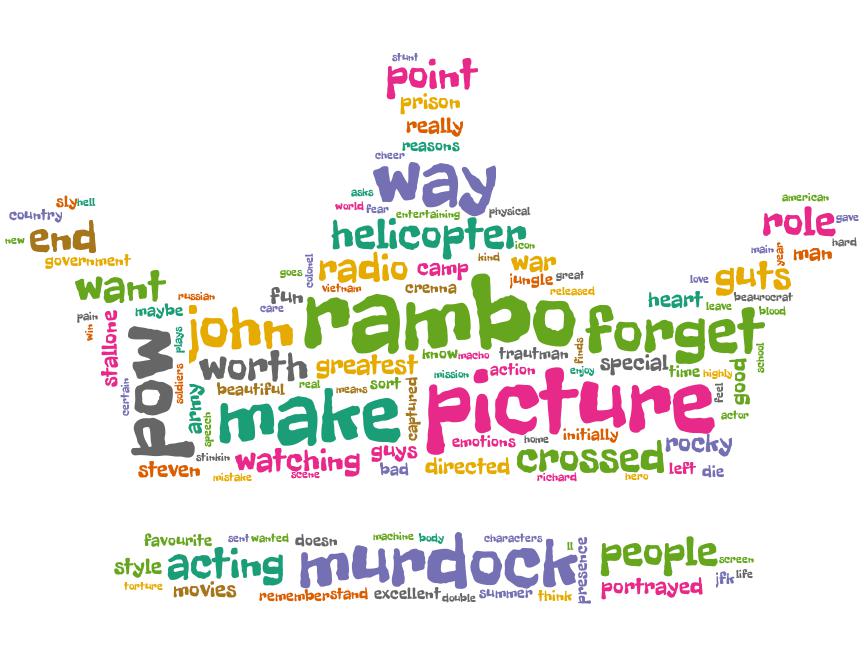 stunt
point
prison
really
reasons
cheer
way
asks
world fear entertaining physical
slyhell
country
new end
government
american
role gave
hard
main year man
helicopter icon
goes colonel radio camp kind war
vietnam crenna jungle great
released
love guts
want
russian
maybe
pain
win
stallone
certain
pow
plays
soldiers
care fun
john rambo forget
heart leave beaurocrat
blood
school
worth greatest know macho trautman finds special time highly good
feel
actor
beautiful real means sort captured mission action enjoy
army
speech
make picture
stinkin
steven
mistake
watching guys
scene
bad
emotions home initially
directed crossed rocky
richard hero left die
favourite sent wanted doesn machine body characters
style acting murdock ll presence people screen
torture movies remember stand excellent double summer think portrayed jfk life